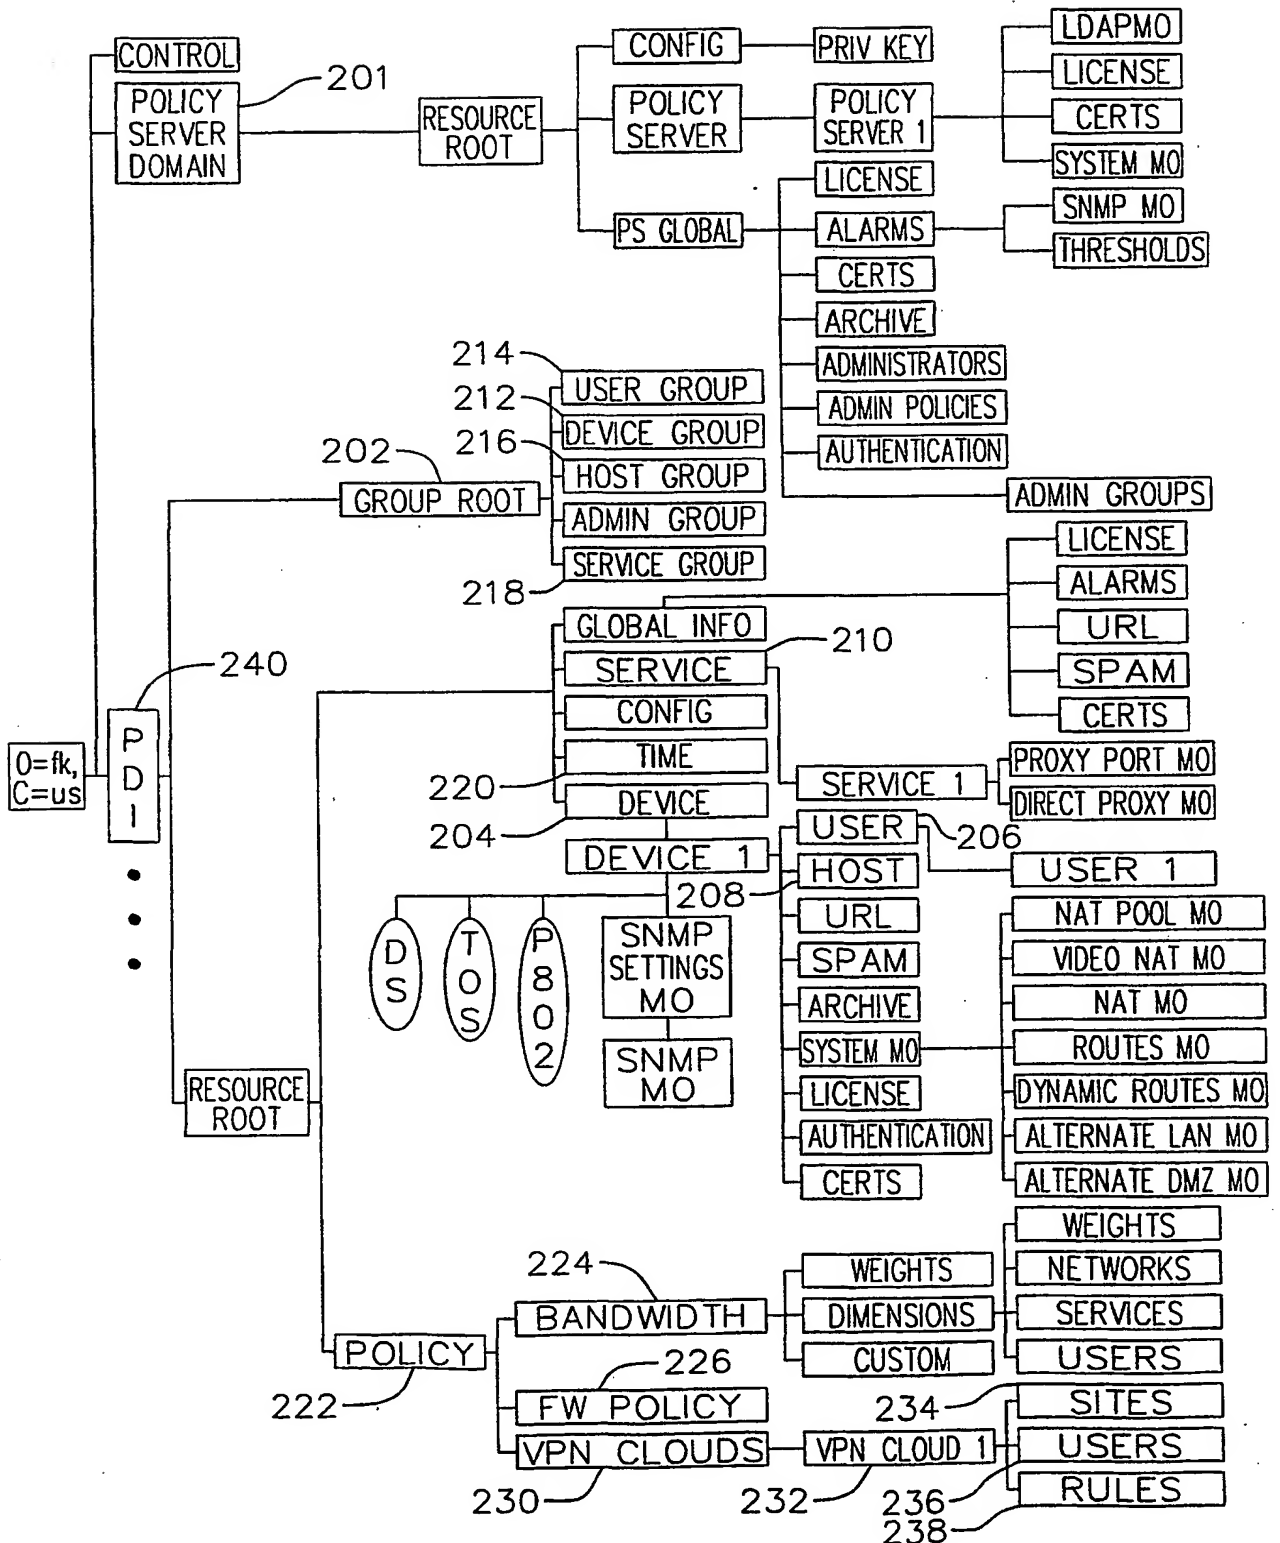 CONTROL
POLICY
SERVER
DOMAIN
201
RESOURCE
ROOT
CONFIG
PRIV KEY
POLICY
SERVER
POLICY
SERVER 1
LDAPMO
LICENSE
CERTS
SYSTEM MO
PS GLOBAL
LICENSE
ALARMS
SNMP MO
THRESHOLDS
CERTS
ARCHIVE
ADMINISTRATORS
ADMIN POLICIES
AUTHENTICATION
ADMIN GROUPS
214
USER GROUP
212
DEVICE GROUP
216
HOST GROUP
202
GROUP ROOT
ADMIN GROUP
SERVICE GROUP
218
GLOBAL INFO
LICENSE
ALARMS
URL
SPAM
CERTS
210
SERVICE
CONFIG
TIME
220
DEVICE
204
SERVICE 1
PROXY PORT MO
DIRECT PROXY MO
240
P
D
I
O=fk,
C=us
DEVICE 1
USER
206
USER 1
HOST
208
URL
SPAM
ARCHIVE
SYSTEM MO
LICENSE
AUTHENTICATION
CERTS
NAT POOL MO
VIDEO NAT MO
NAT MO
ROUTES MO
DYNAMIC ROUTES MO
ALTERNATE LAN MO
ALTERNATE DMZ MO
DS
TOS
P802
SNMP
SETTINGS
MO
SNMP
MO
RESOURCE
ROOT
POLICY
222
224
BANDWIDTH
WEIGHTS
DIMENSIONS
CUSTOM
WEIGHTS
NETWORKS
SERVICES
USERS
226
FW POLICY
VPN CLOUDS
230
VPN CLOUD 1
232
234
SITES
USERS
236
RULES
238